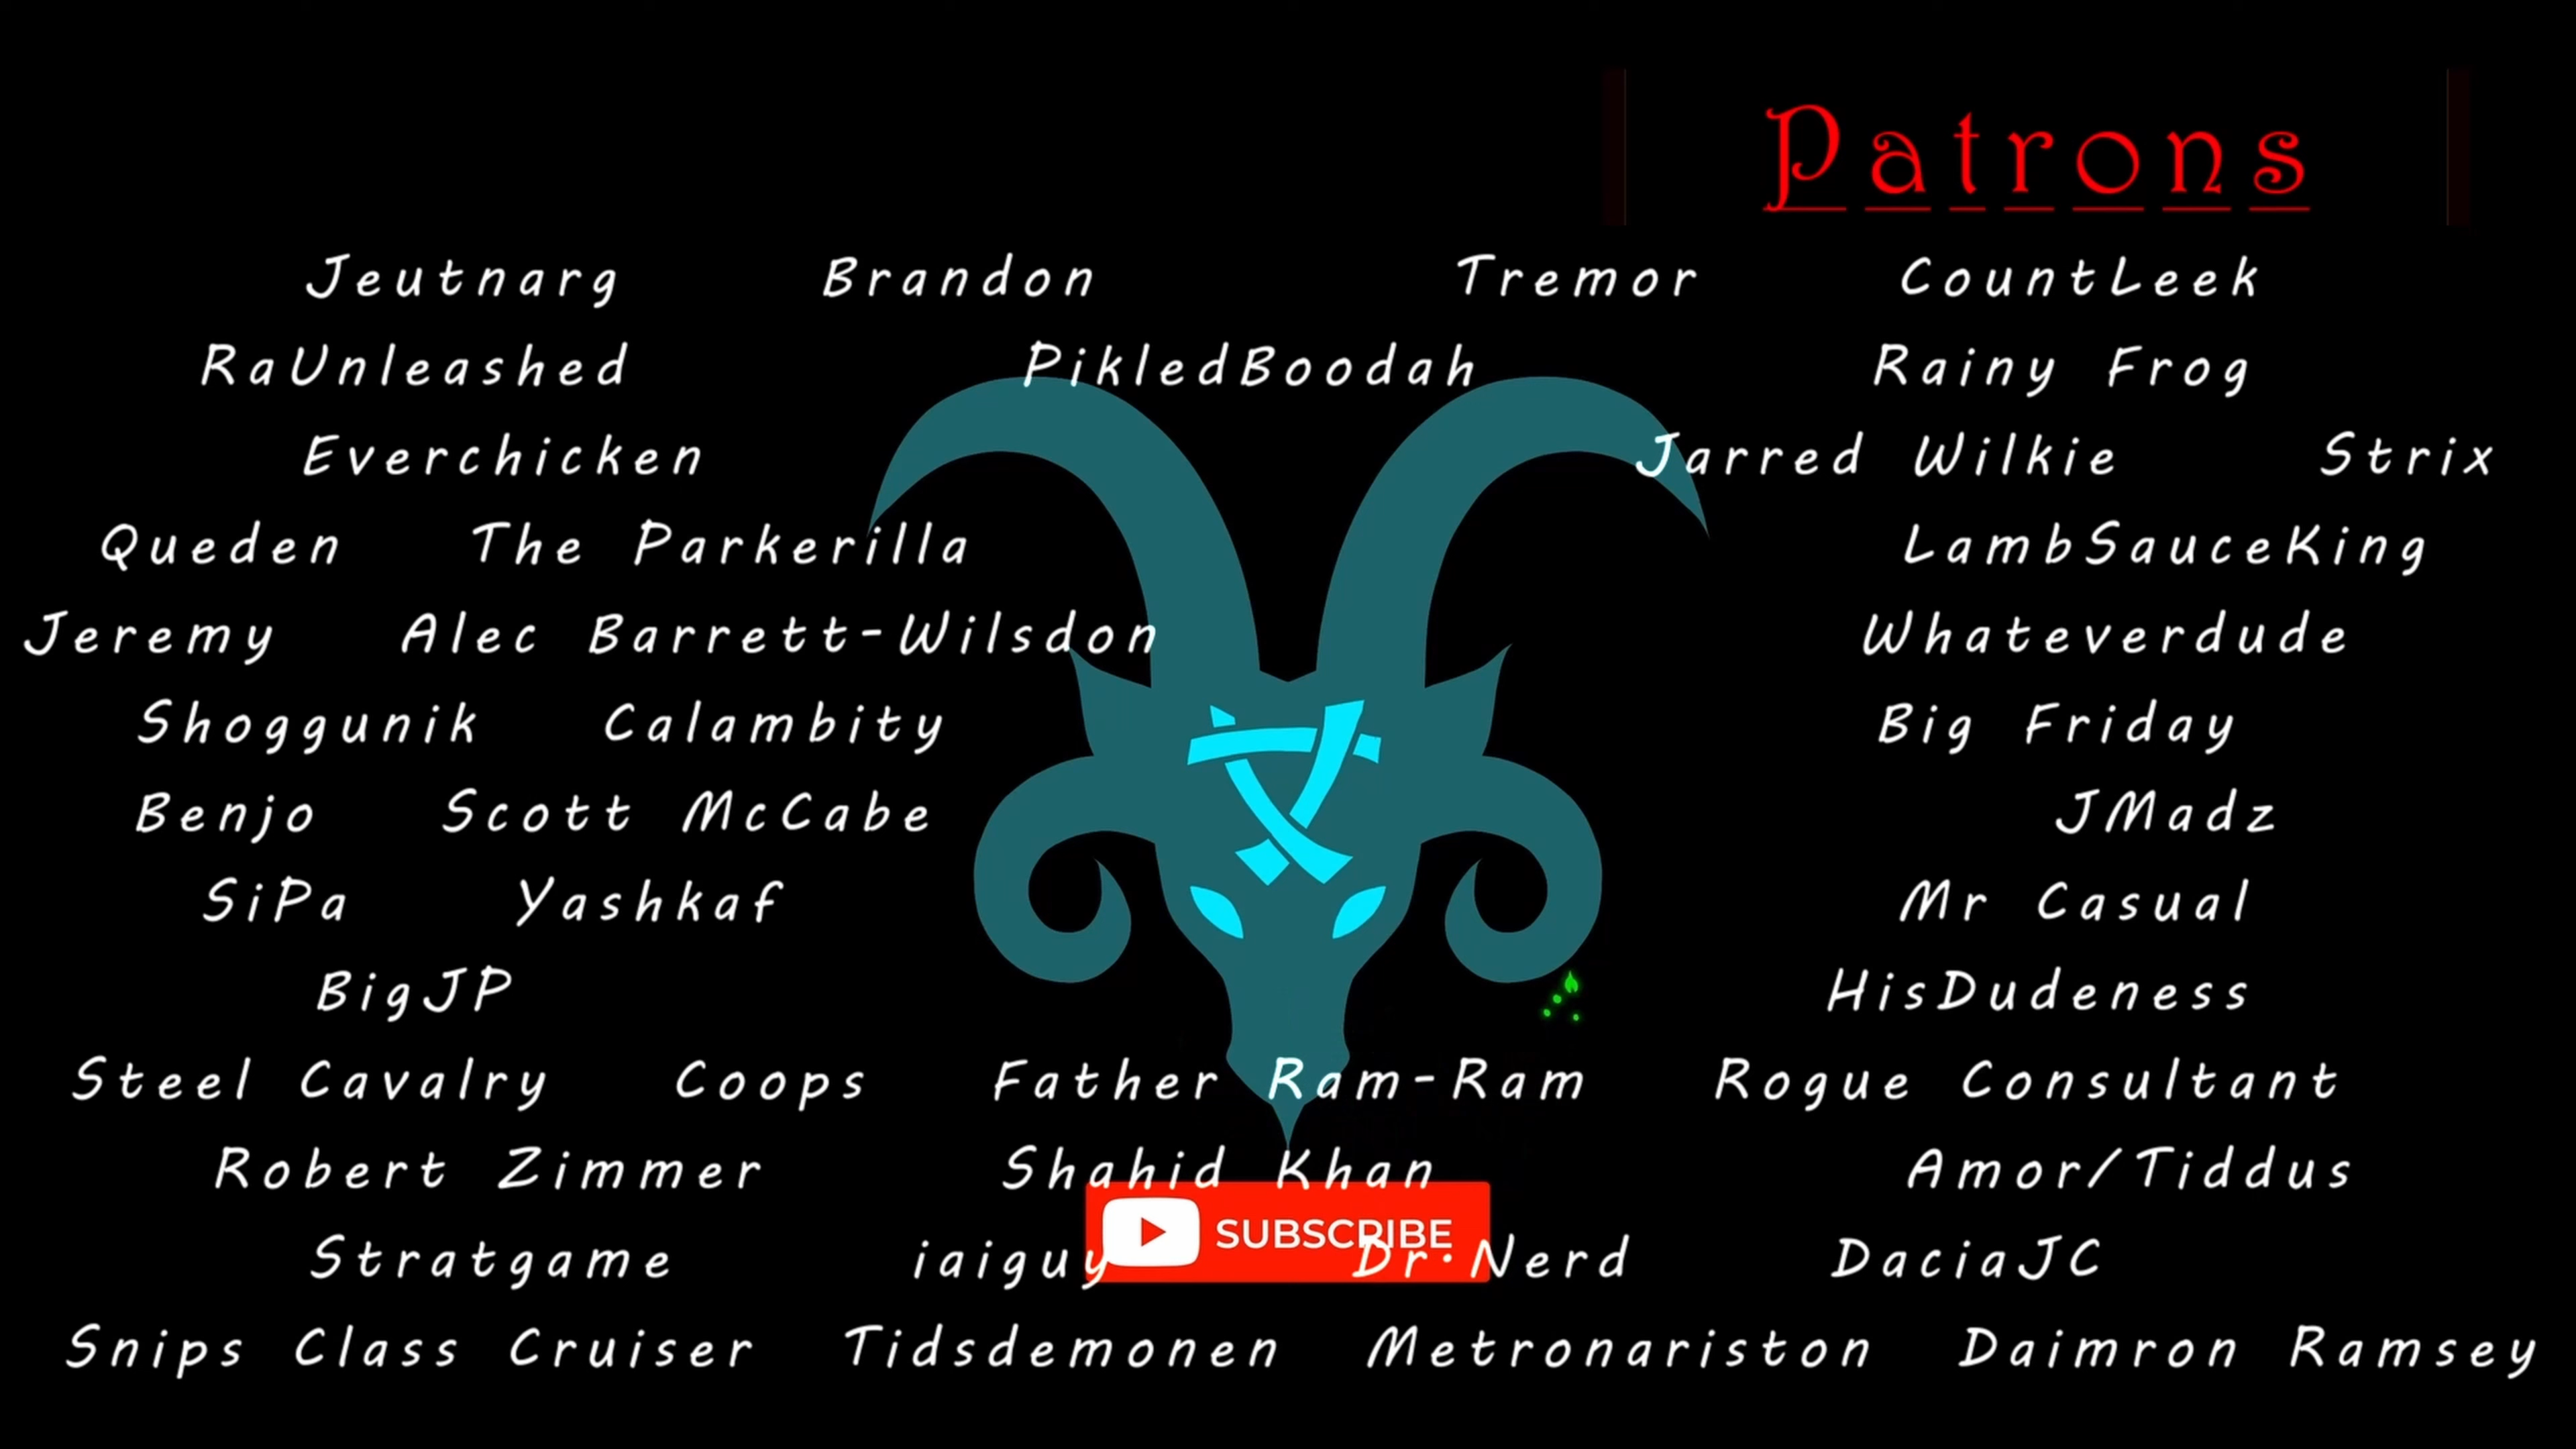 Patrons
Jeutnarg Brandon Tremor CountLeek
RaUnleashed PikledBoodah Rainy Frog
Everchicken Jarred Wilkie Strix
Queden The Parkerilla LambSauceKing
Jeremy Alec Barrett-Wilsdon Whateverdude
Shoggunik Calambity Big Friday
Benjo Scott McCabe JMadz
SiPa Yashkaf Mr Casual
BigJP HisDudeness
Steel Cavalry Coops Father Ram-Ram Rogue Consultant
Robert Zimmer Shahid Khan Amor/Tiddus
SUBSCRIBE
Stratgame iaiguy Dr.Nerd DaciaJC
Snips Class Cruiser Tidsdemonen Metronariston Daimron Ramsey